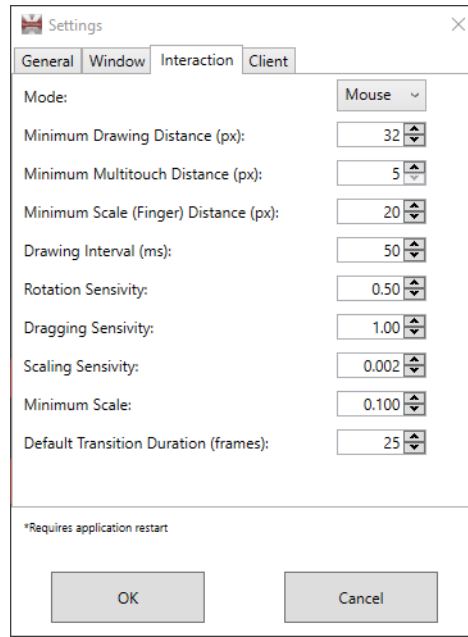 Settings
General Window Interaction Client
Mode: Mouse
Minimum Drawing Distance (px): 32
Minimum Multitouch Distance (px): 5
Minimum Scale (Finger) Distance (px): 20
Drawing Interval (ms): 50
Rotation Sensivity: 0.50
Dragging Sensivity: 1.00
Scaling Sensivity: 0.002
Minimum Scale: 0.100
Default Transition Duration (frames): 25
*Requires application restart
OK Cancel